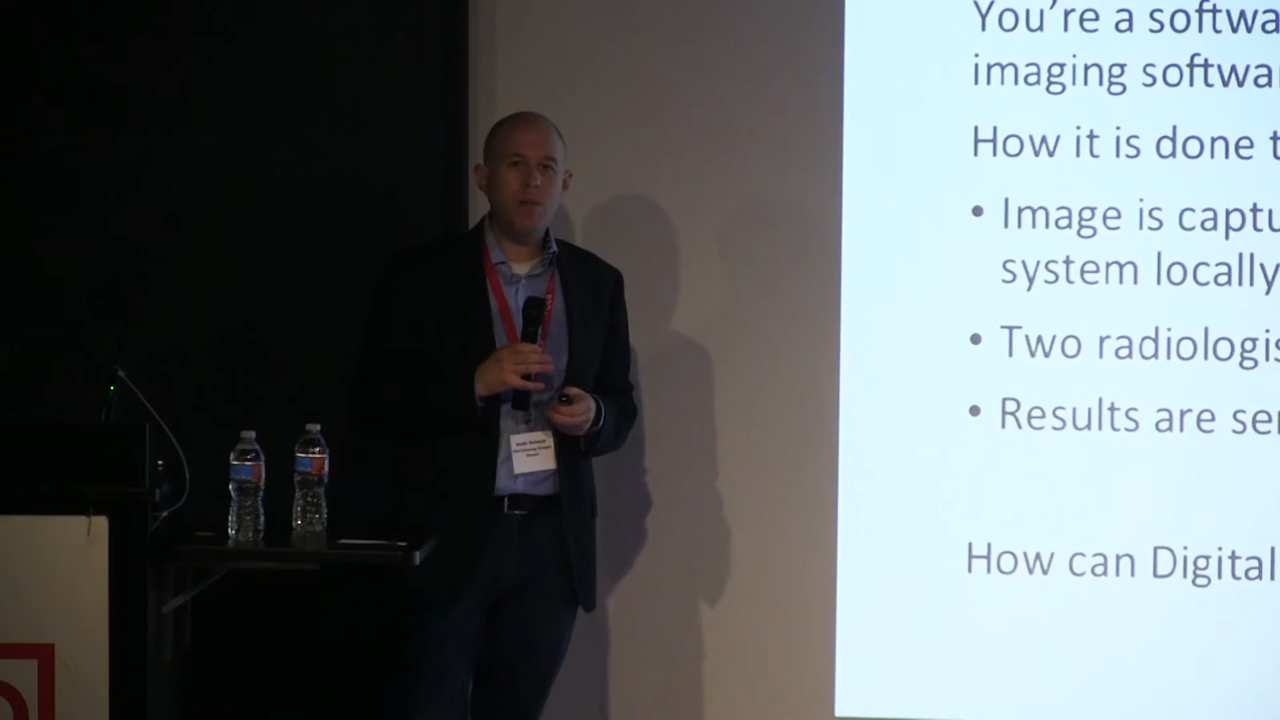 You're a softwa
imaging softwa
How it is done t
• Image is captu
system locally
• Two radiologis
• Results are se
How can Digital